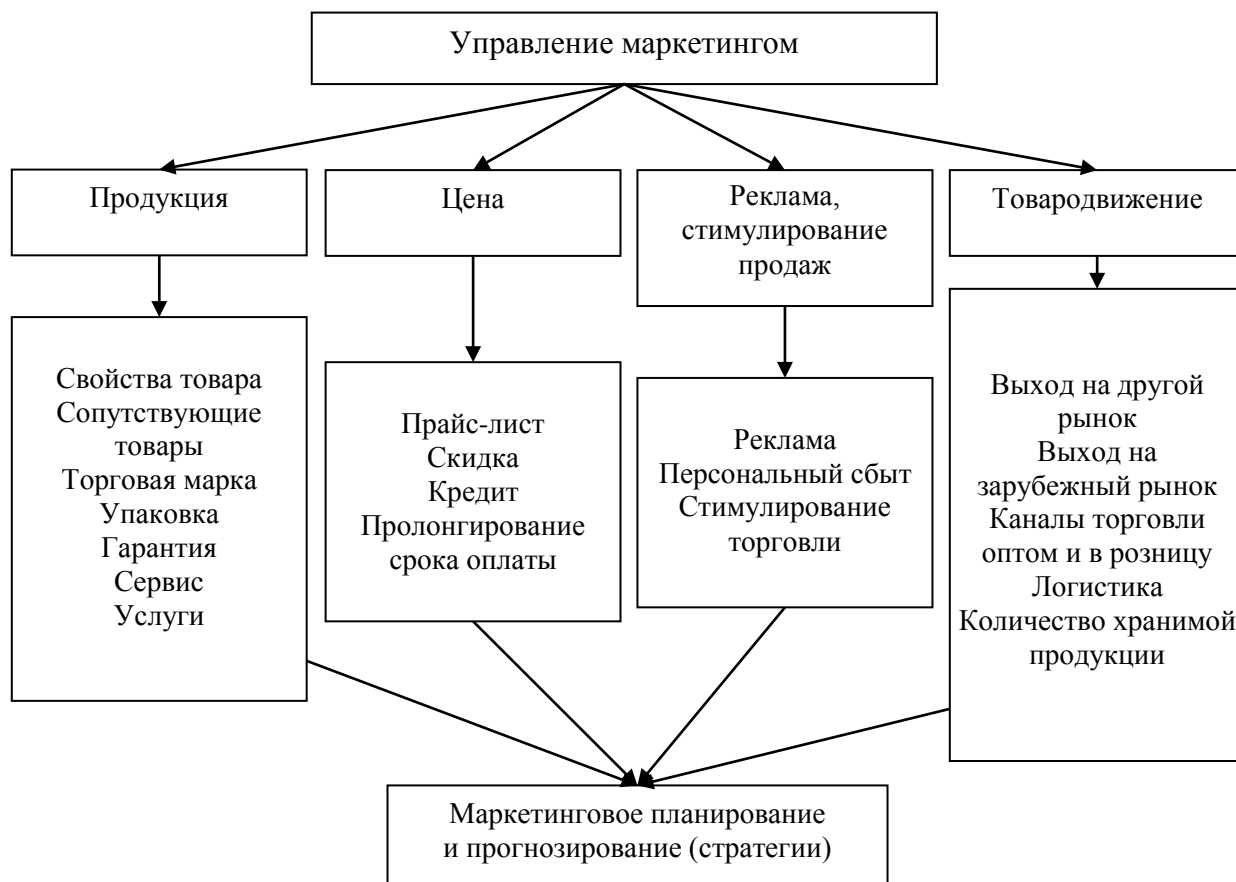 Управление маркетингом
Продукция
Цена
Реклама,
стимулирование
продаж
Товародвижение
Свойства товара
Сопутствующие
товары
Торговая марка
Упаковка
Гарантия
Сервис
Услуги
Прайс-лист
Скидка
Кредит
Пролонгирование
срока оплаты
Реклама
Персональный сбыт
Стимулирование
торговли
Выход на другой
рынок
Выход на
зарубежный рынок
Каналы торговли
оптом и в розницу
Логистика
Количество хранимой
продукции
Маркетинговое планирование
и прогнозирование (стратегии)